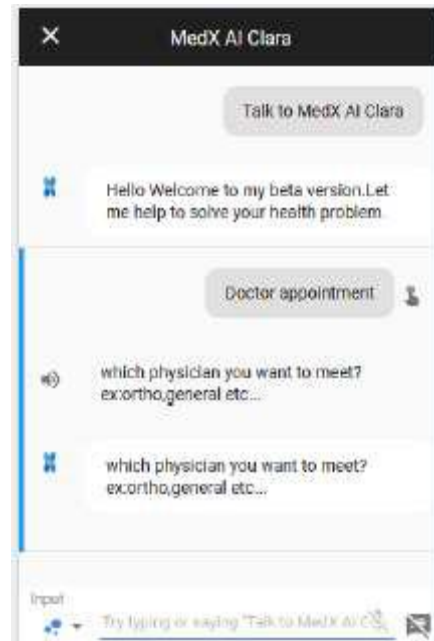 MedX AI Clara
Talk to MedX AI Clara
Hello Welcome to my beta version.Let
me help to solve your health problem
Doctor appointment
which physician you want to meet?
ex:ortho,general etc...
which physician you want to meet?
ex:ortho,general etc...
Input
Try typing or saying "Talk to MedX AI C